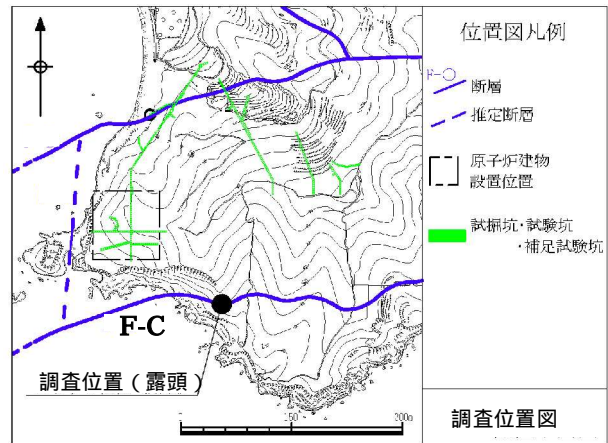 位置図凡例
F-○
断層
推定断層
原子炉建物
設置位置
試掘坑・試験坑
・補足試験坑
F-C
調査位置(露頭)
150
200m
調査位置図